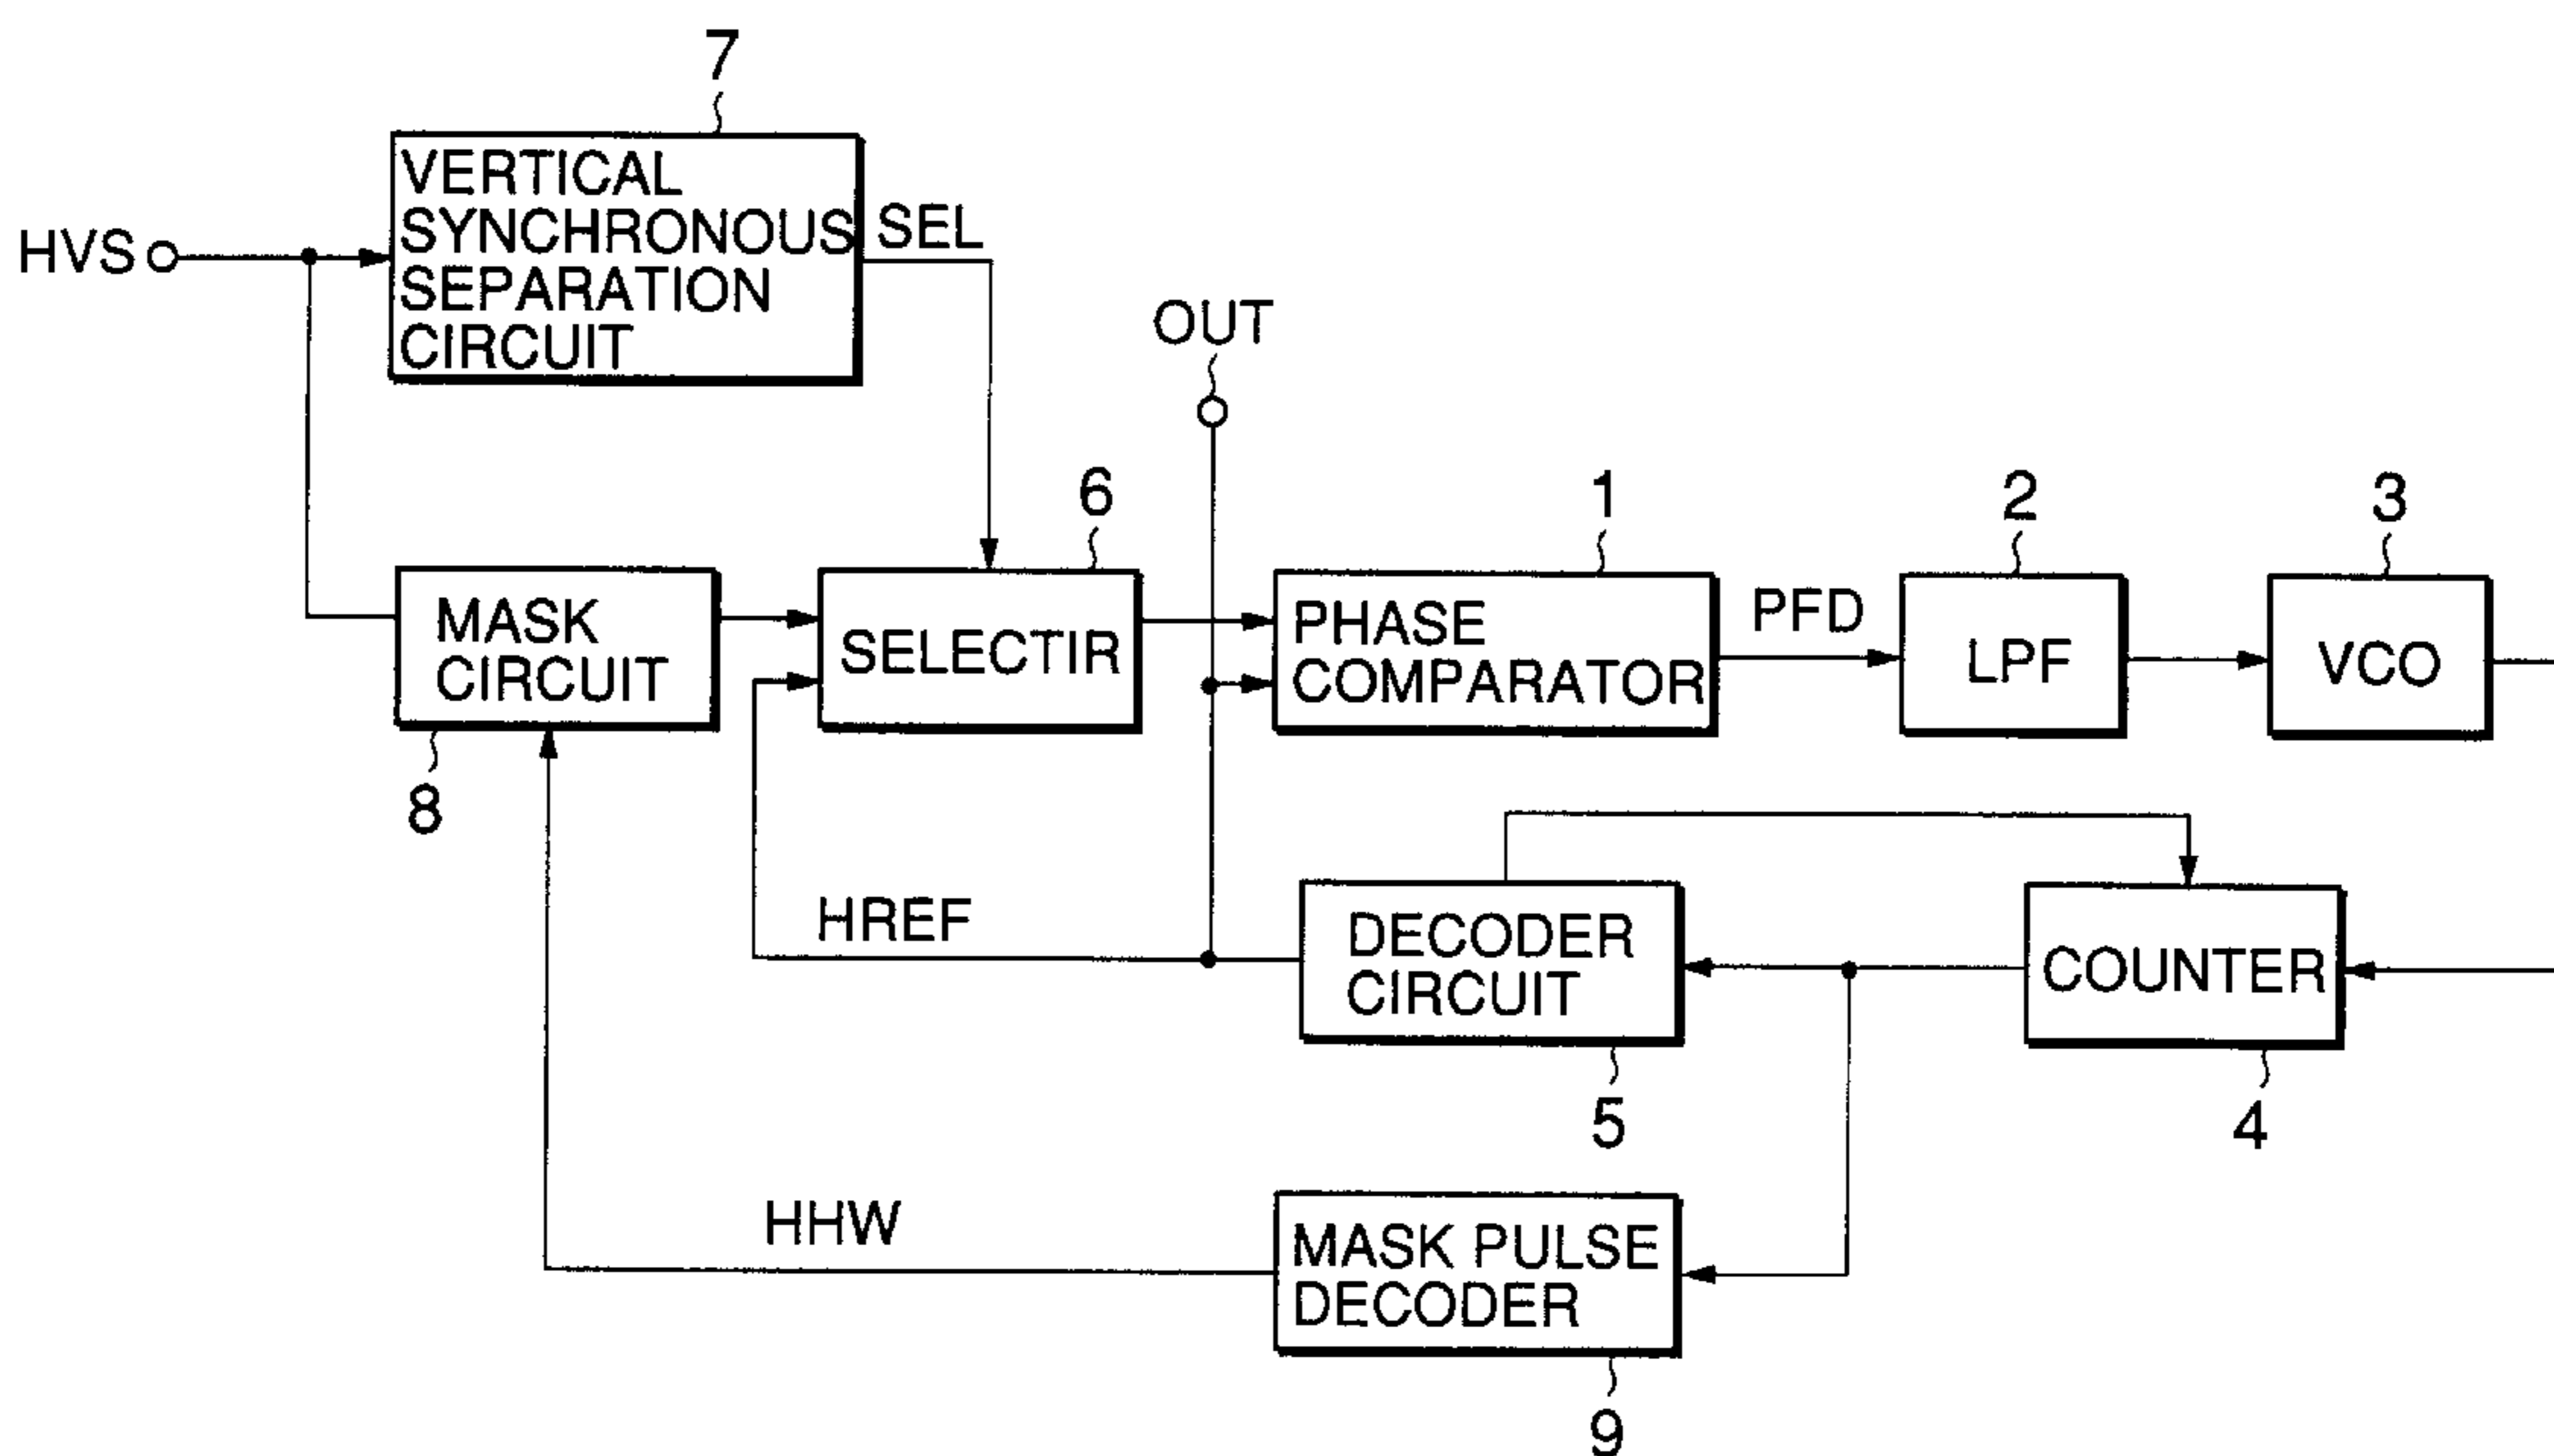 7
VERTICAL
SYNCHRONOUS
SEPARATION
CIRCUIT
HVS
SEL
OUT
6
1
2
3
MASK
CIRCUIT
SELECTIR
PHASE
COMPARATOR
PFD
LPF
VCO
8
HREF
DECODER
CIRCUIT
COUNTER
5
4
HHW
MASK PULSE
DECODER
9